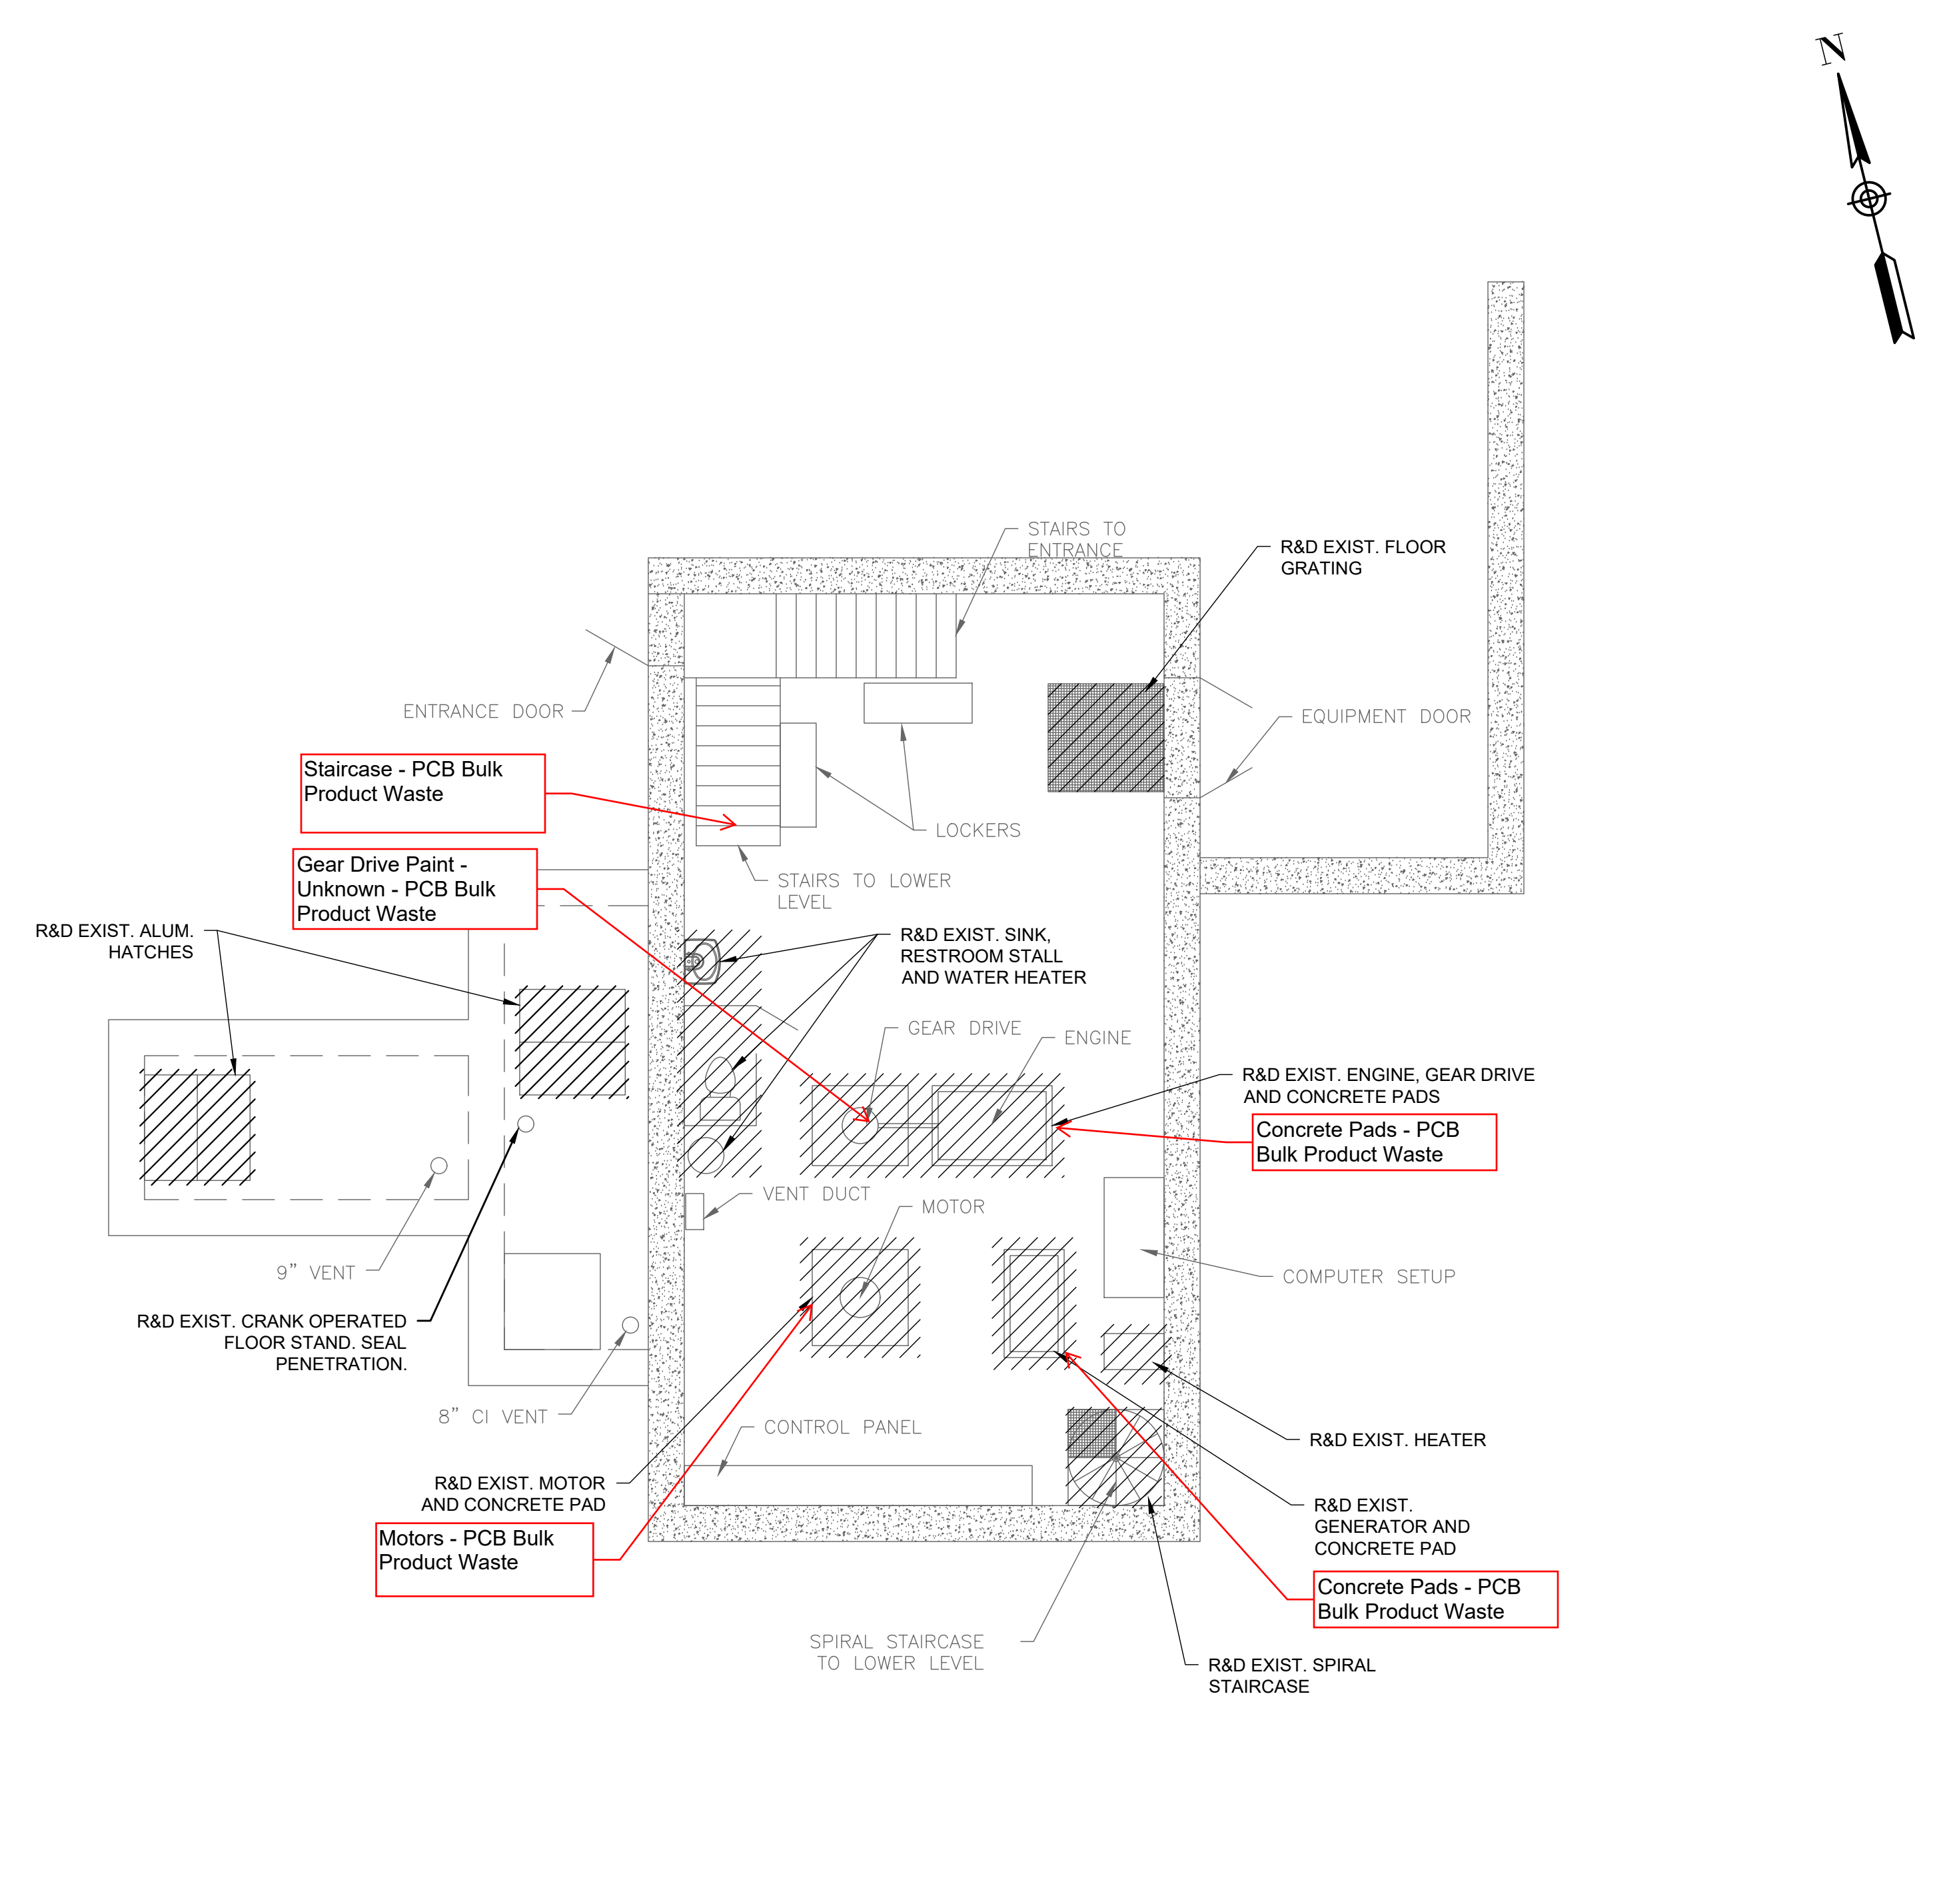 N
STAIRS TO
ENTRANCE
R&D EXIST. FLOOR
GRATING
ENTRANCE DOOR
EQUIPMENT DOOR
Staircase - PCB Bulk
Product Waste
LOCKERS
Gear Drive Paint -
Unknown - PCB Bulk
Product Waste
STAIRS TO LOWER
LEVEL
R&D EXIST. ALUM.
HATCHES
R&D EXIST. SINK,
RESTROOM STALL
AND WATER HEATER
GEAR DRIVE
ENGINE
R&D EXIST. ENGINE, GEAR DRIVE
AND CONCRETE PADS
Concrete Pads - PCB
Bulk Product Waste
VENT DUCT
MOTOR
9" VENT
COMPUTER SETUP
R&D EXIST. CRANK OPERATED
FLOOR STAND. SEAL
PENETRATION.
8" CI VENT
CONTROL PANEL
R&D EXIST. HEATER
R&D EXIST. MOTOR
AND CONCRETE PAD
R&D EXIST.
GENERATOR AND
CONCRETE PAD
Motors - PCB Bulk
Product Waste
Concrete Pads - PCB
Bulk Product Waste
SPIRAL STAIRCASE
TO LOWER LEVEL
R&D EXIST. SPIRAL
STAIRCASE